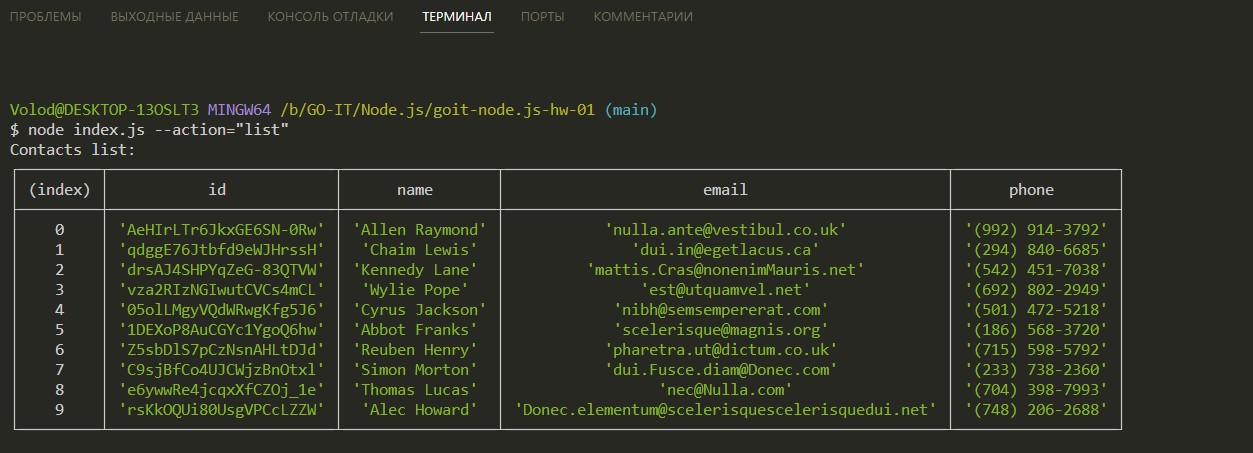 ПРОБЛЕМЫ ВЫХОДНЫЕ ДАННЫЕ КОНСОЛЬ ОТЛАДКИ ТЕРМИНАЛ ПОРТЫ КОММЕНТАРИИ
Volod@DESKTOP-13OSLT3 MINGW64 /b/GO-IT/Node.js/goit-node.js-hw-01 (main)
$ node index.js --action="list"
Contacts list:
(index) id name email phone
0 'AeHIrLTr6JkxGE6SN-0Rw' 'Allen Raymond' 'nulla.ante@vestibul.co.uk' '(992) 914-3792'
1 'qdggE76Jtbfd9eWJHrssH' 'Chaim Lewis' 'dui.in@egetlacus.ca' '(294) 840-6685'
2 'drsAJ4SHPYqZeG-83QTVW' 'Kennedy Lane' 'mattis.Cras@nonenimMauris.net' '(542) 451-7038'
3 'vza2RIzNGIwutCVCs4mCL' 'Wylie Pope' 'est@utquamvel.net' '(692) 802-2949'
4 '05olLMgyVQdWRwgKfg5J6' 'Cyrus Jackson' 'nibh@semsempererat.com' '(501) 472-5218'
5 '1DEXoP8AuCGYc1YgoQ6hw' 'Abbot Franks' 'scelerisque@magnis.org' '(186) 568-3720'
6 'Z5sbDlS7pCzNsnAHLtDJd' 'Reuben Henry' 'pharetra.ut@dictum.co.uk' '(715) 598-5792'
7 'C9sjBfCo4UJCWjzBnOtxl' 'Simon Morton' 'dui.Fusce.diam@Donec.com' '(233) 738-2360'
8 'e6ywwRe4jcqxXfCZOj_1e' 'Thomas Lucas' 'nec@Nulla.com' '(704) 398-7993'
9 'rsKkOQUi80UsgVPCcLZZW' 'Alec Howard' 'Donec.elementum@scelerisquescelerisquedui.net' '(748) 206-2688'